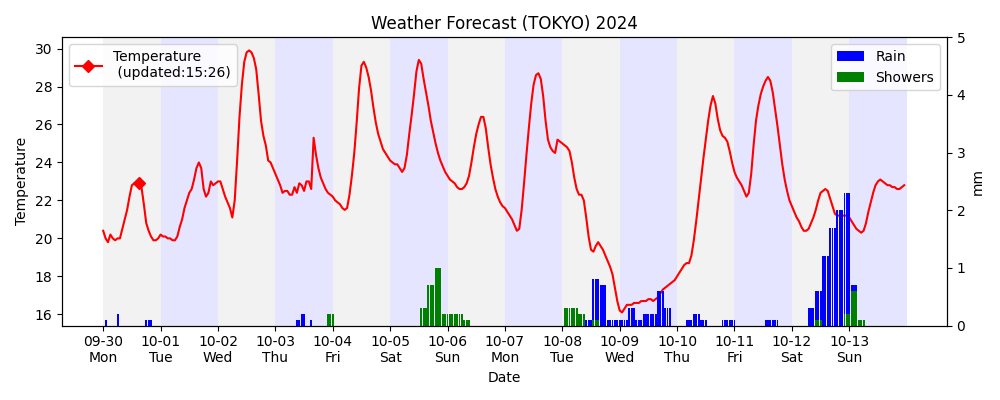 Weather Forecast (TOKYO) 2024
Temperature
(updated:15:26)
Rain
Showers
30
28
26
24
22
20
18
16
Temperature
5
4
3
2
1
0
mm
09-30 10-01 10-02 10-03 10-04 10-05 10-06 10-07 10-08 10-09 10-10 10-11 10-12 10-13
Mon Tue Wed Thu Fri Sat Sun Mon Tue Wed Thu Fri Sat Sun
Date